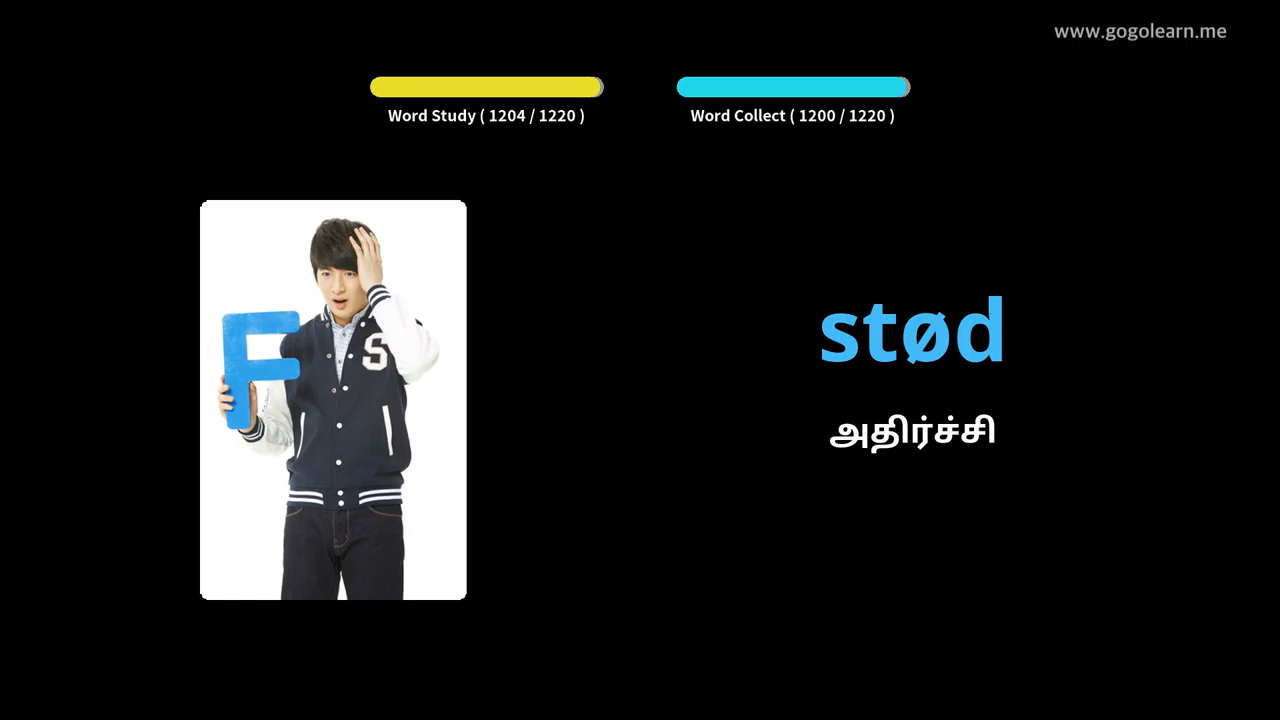 www.gogolearn.me
Word Study ( 1204 / 1220 )
Word Collect ( 1200 / 1220 )
F
S
stød
அதிர்ச்சி